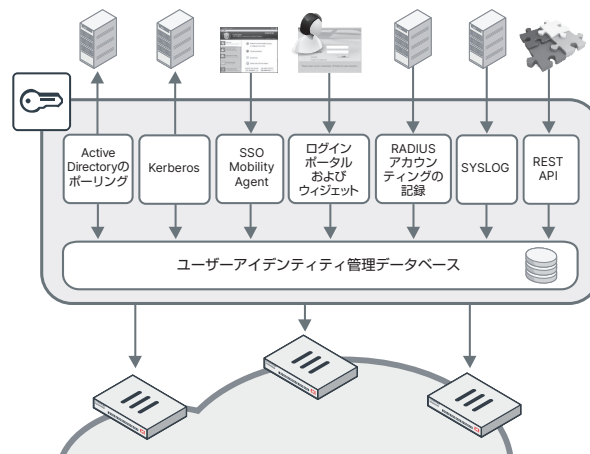 Active
Directoryの
ポーリング
Kerberos
SSO
Mobility
Agent
ログイン
ポータル
および
ウィジェット
RADIUS
アカウン
ティングの
記録
SYSLOG
REST
API
ユーザーアイデンティティ管理データベース